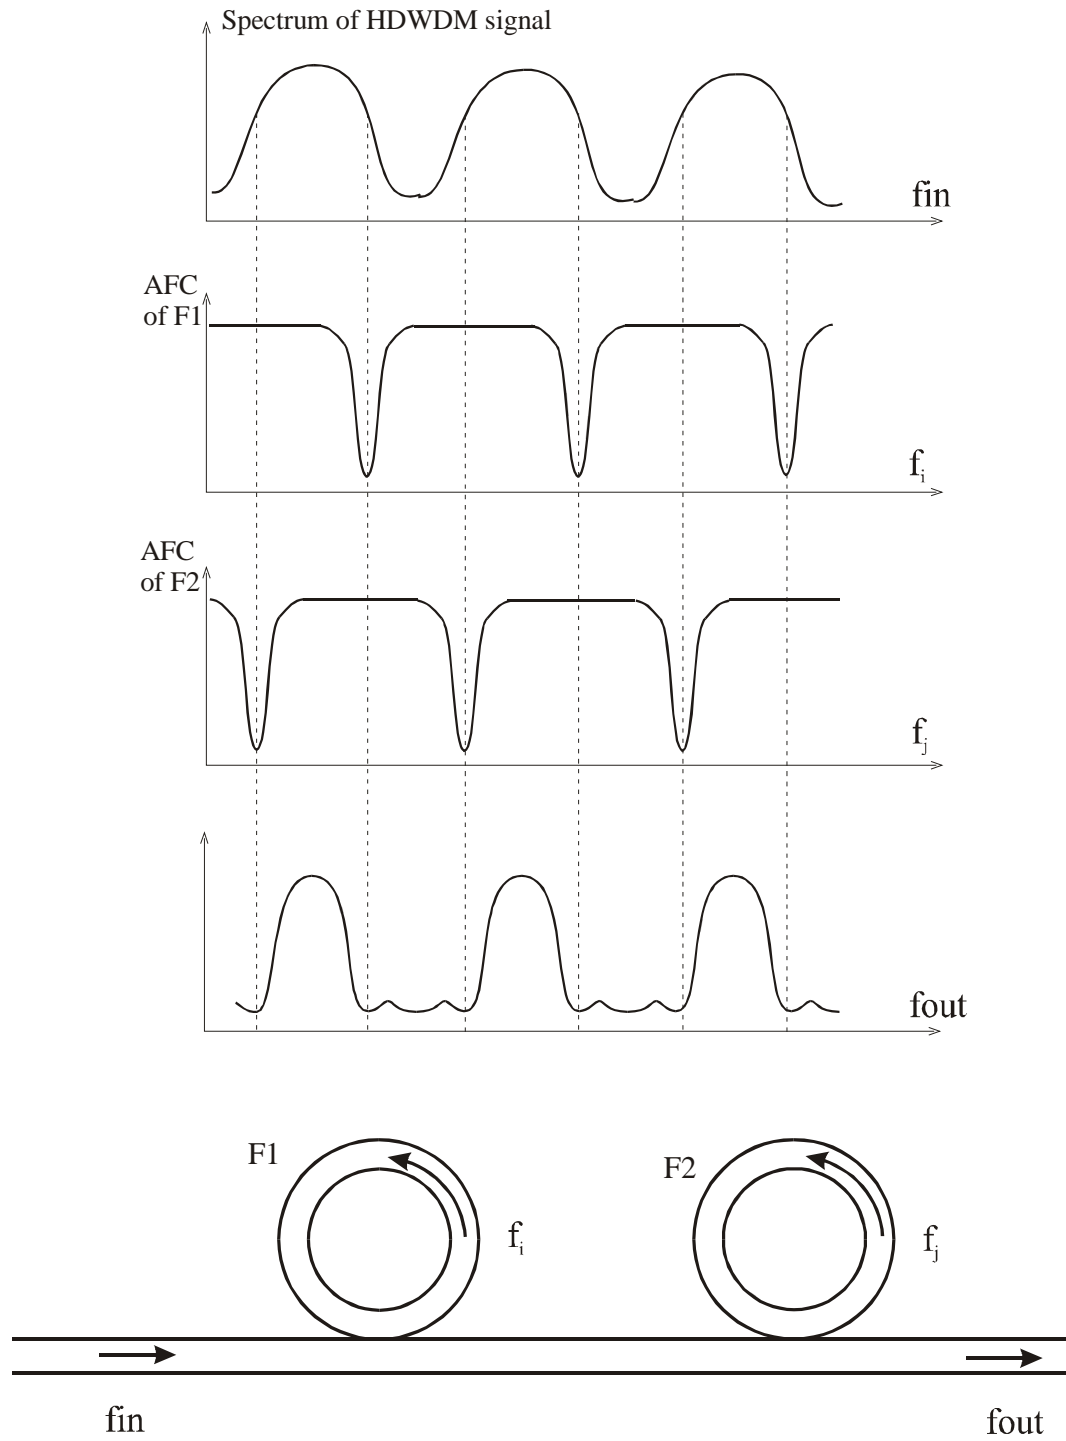 Spectrum of HDWDM signal
fin
AFC
of F1
fi
AFC
of F2
fj
fout
F1
F2
fi
fj
fin
fout